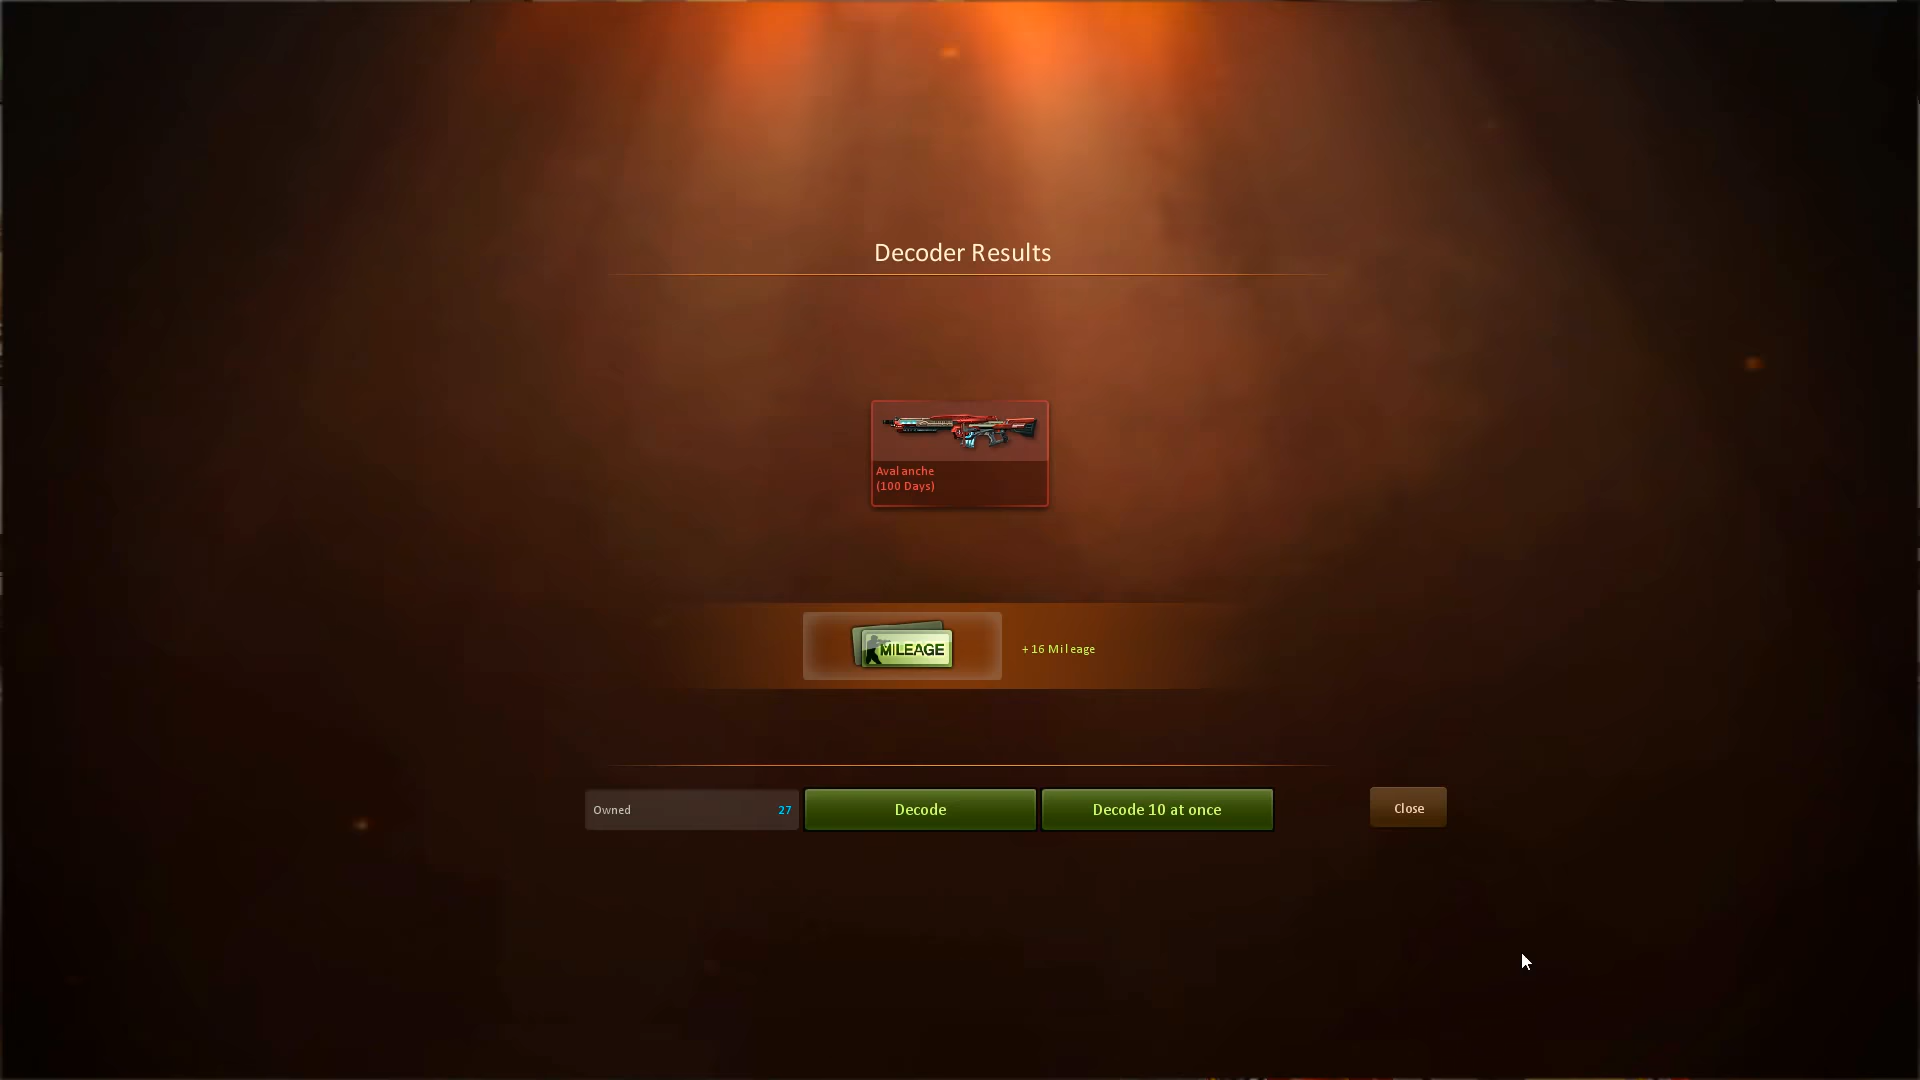 Decoder Results
Avalanche
(100 Days)
MILEAGE
+16 Mileage
Owned 27
Decode
Decode 10 at once
Close